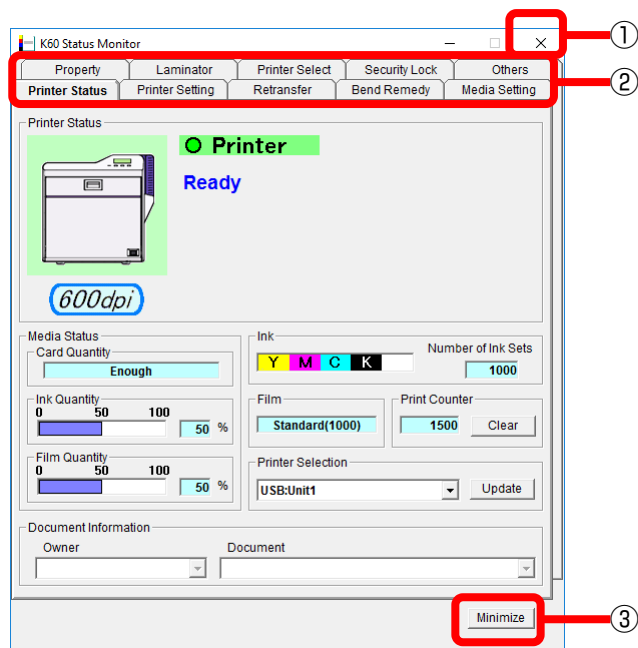 ①
K60 Status Monitor
②
Property Laminator Printer Select Security Lock Others
Printer Status Printer Setting Retransfer Bend Remedy Media Setting
Printer Status
Printer
Ready
600dpi
Media Status
Card Quantity
Enough
Ink
Y M C K
Number of Ink Sets
1000
Ink Quantity
0 50 100
50 %
Film
Standard(1000)
Print Counter
1500 Clear
Film Quantity
0 50 100
50 %
Printer Selection
USB:Unit1 Update
Document Information
Owner Document
Minimize
③